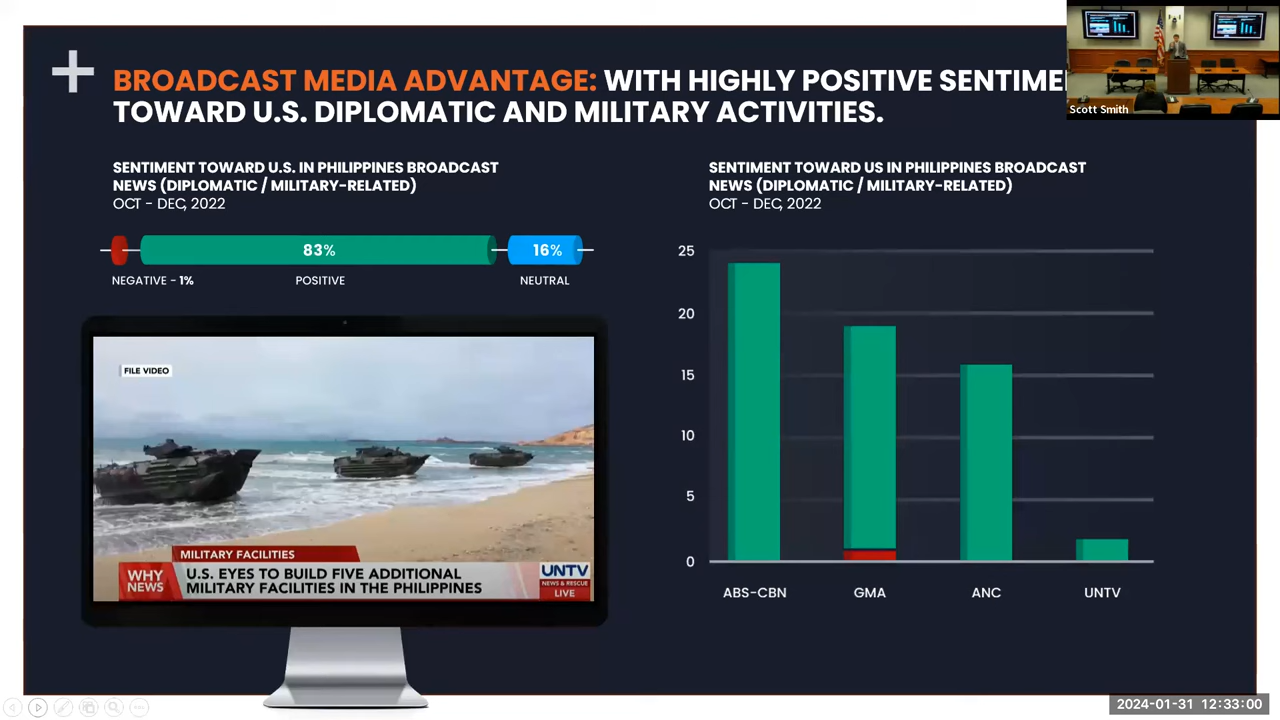 BROADCAST MEDIA ADVANTAGE: WITH HIGHLY POSITIVE
TOWARD U.S. DIPLOMATIC AND MILITARY ACTIVITIES.
Scott Smith
SENTIMENT TOWARD U.S. IN PHILIPPINES BROADCAST
NEWS (DIPLOMATIC / MILITARY-RELATED)
OCT - DEC, 2022
83%
16%
NEGATIVE - 1%
POSITIVE
NEUTRAL
FILE VIDEO
MILITARY FACILITIES
WHY
NEWS
U.S. EYES TO BUILD FIVE ADDITIONAL
MILITARY FACILITIES IN THE PHILIPPINES
UNTV
NEWS & RESCUE
LIVE
SENTIMENT TOWARD US IN PHILIPPINES BROADCAST
NEWS (DIPLOMATIC / MILITARY-RELATED)
OCT - DEC, 2022
25
20
15
10
5
0
ABS-CBN
GMA
ANC
UNTV
2024-01-31 12:33:00